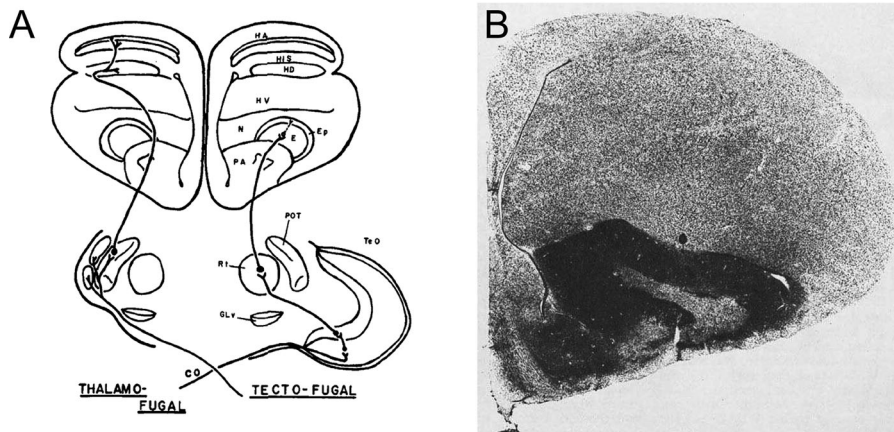 A
B
HA
HIS
HD
HV
N
E
Ep
PA
POT
TeO
Rt
GLv
CO
THALAMO-
FUGAL
TECTO-FUGAL